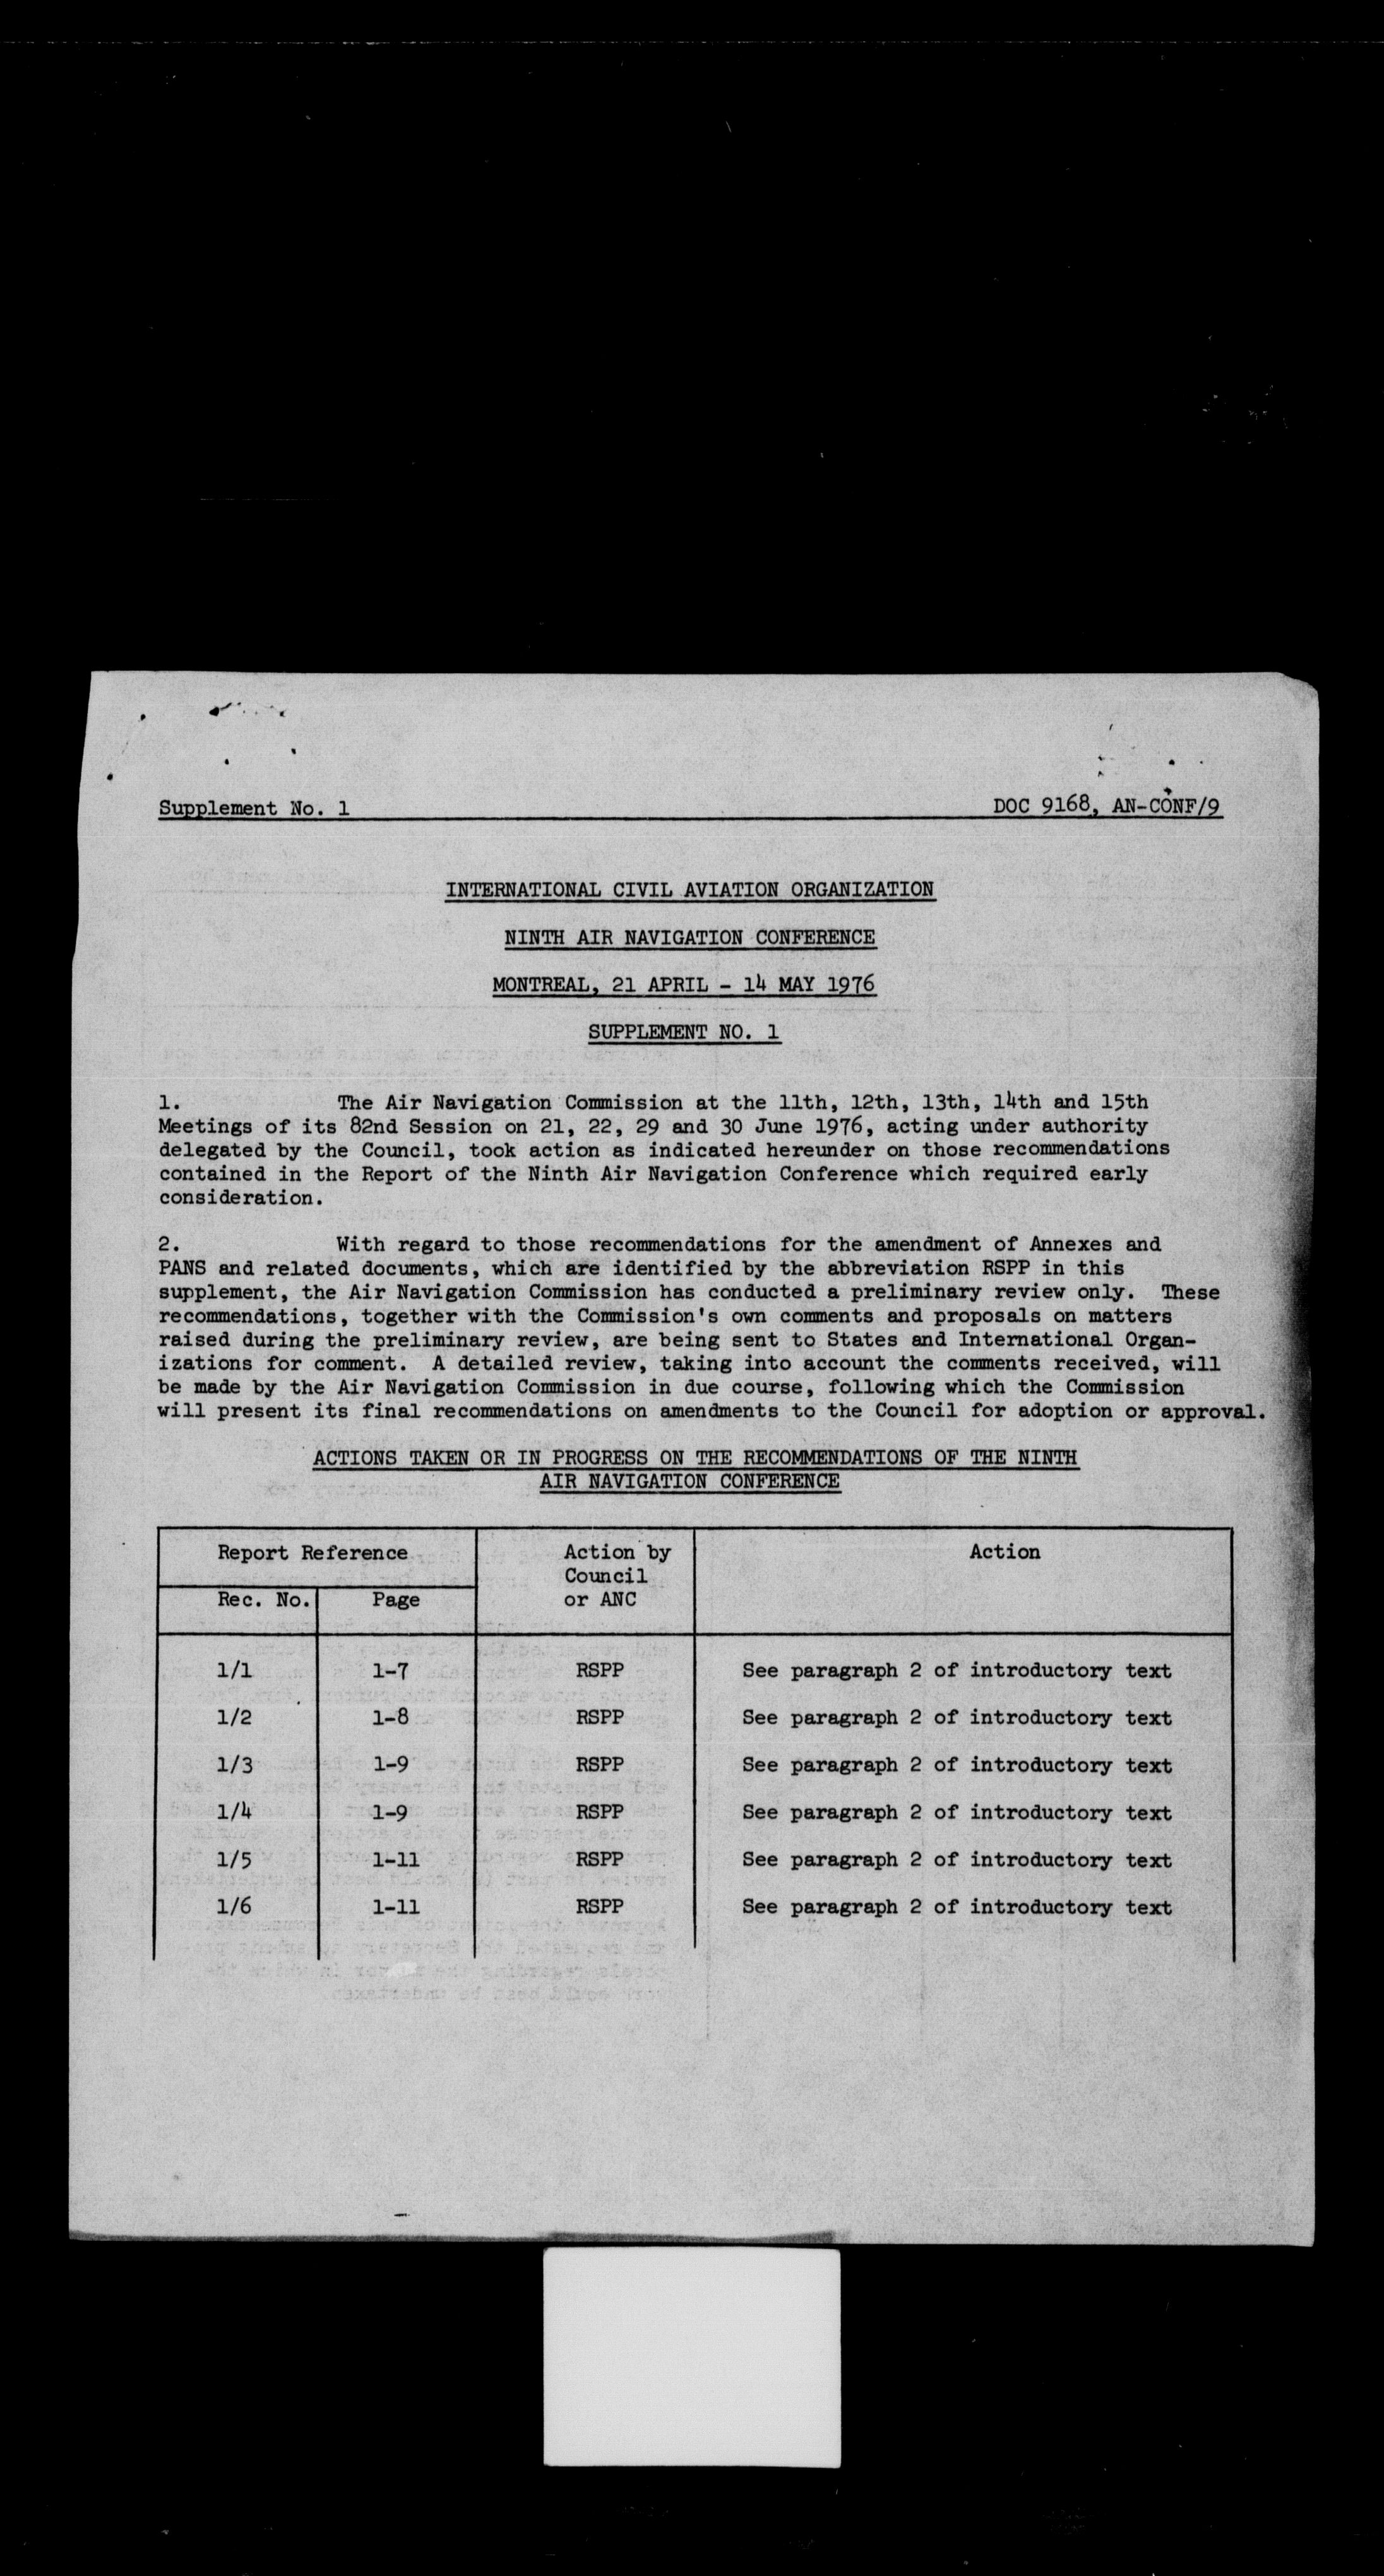 Supplement No. 1 DOC 9168, AN-CONF/9
INTERNATIONAL CIVIL AVIATION ORGANIZATION
NINTH AIR NAVIGATION CONFERENCE
MONTREAL, 21 APRIL - 14 MAY 1976
SUPPLEMENT NO. 1
1. The Air Navigation Commission at the 11th, 12th, 13th, 14th and 15th
Meetings of its 82nd Session on 21, 22, 29 and 30 June 1976, acting under authority
delegated by the Council, took action as indicated hereunder on those recommendations
contained in the Report of the Ninth Air Navigation Conference which required early
consideration.
2. With regard to those recommendations for the amendment of Annexes and
PANS and related documents, which are identified by the abbreviation RSPP in this
supplement, the Air Navigation Commission has conducted a preliminary review only. These
recommendations, together with the Commission's own comments and proposals on matters
raised during the preliminary review, are being sent to States and International Organ-
izations for comment. A detailed review, taking into account the comments received, will
be made by the Air Navigation Commission in due course, following which the Commission
will present its final recommendations on amendments to the Council for adoption or approval.
ACTIONS TAKEN OR IN PROGRESS ON THE RECOMMENDATIONS OF THE NINTH
AIR NAVIGATION CONFERENCE
Report Reference Action by Action
Council
Rec. No. Page or ANC
1/1 1-7 RSPP See paragraph 2 of introductory text
1/2 1-8 RSPP See paragraph 2 of introductory text
1/3 1-9 RSPP See paragraph 2 of introductory text
1/4 1-9 RSPP See paragraph 2 of introductory text
1/5 1-11 RSPP See paragraph 2 of introductory text
1/6 1-11 RSPP See paragraph 2 of introductory text